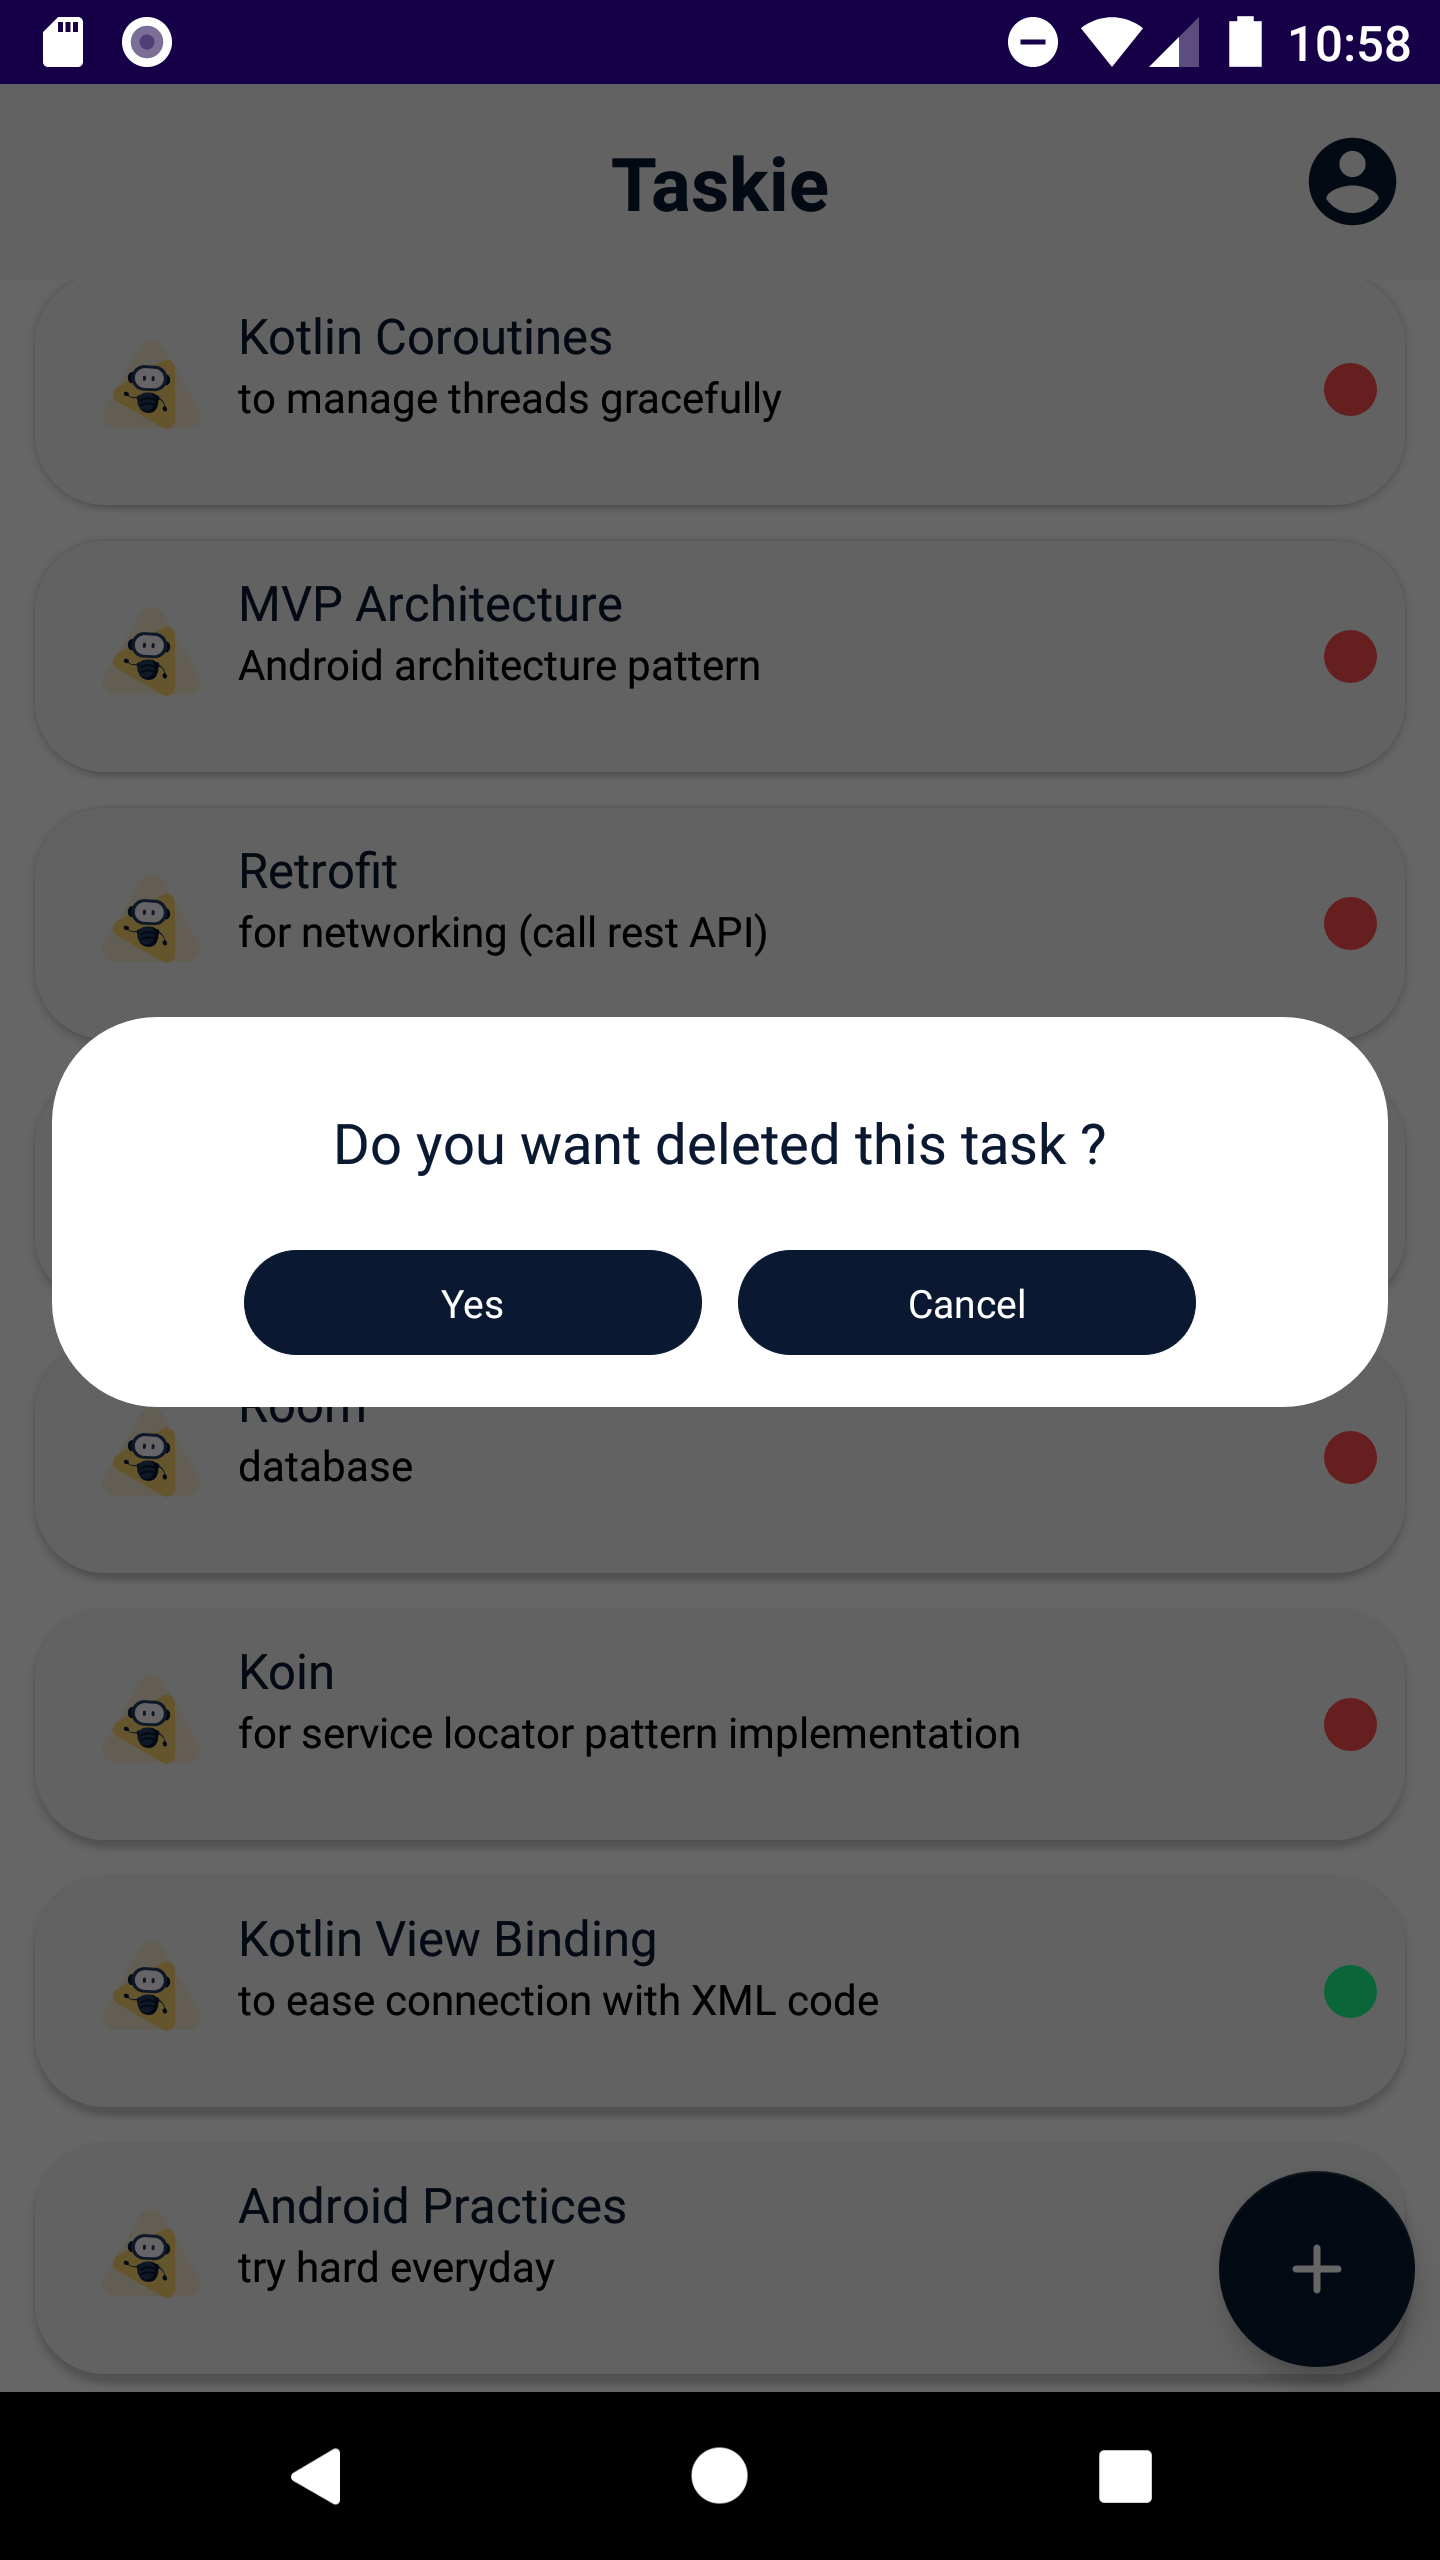 10:58
Taskie
Kotlin Coroutines
to manage threads gracefully
MVP Architecture
Android architecture pattern
Retrofit
for networking (call rest API)
Do you want deleted this task ?
Yes
Cancel
Room
database
Koin
for service locator pattern implementation
Kotlin View Binding
to ease connection with XML code
Android Practices
try hard everyday